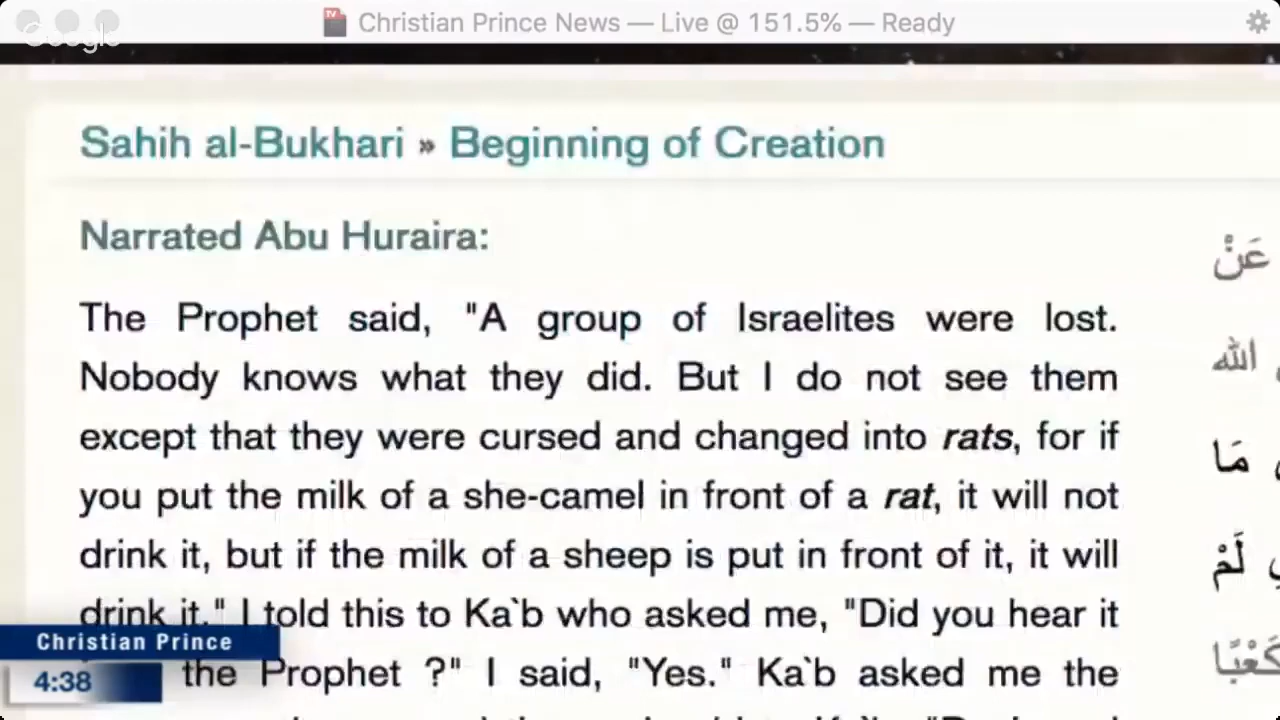 Christian Prince News — Live @ 151.5% — Ready
Google
Sahih al-Bukhari » Beginning of Creation
Narrated Abu Huraira:
عَنْ
The Prophet said, "A group of Israelites were lost.
الله
Nobody knows what they did. But I do not see them
except that they were cursed and changed into rats, for if
مَا
you put the milk of a she-camel in front of a rat, it will not
drink it, but if the milk of a sheep is put in front of it, it will
لَمْ
drink it." I told this to Ka`b who asked me, "Did you hear it
Christian Prince
the Prophet ?" I said, "Yes." Ka`b asked me the
كَعْبًا
4:38